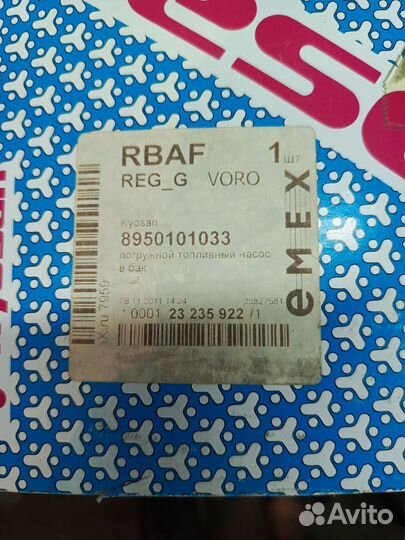 RBAF 1 шт
REG_G VORO
Kyosan
8950101033
погружной топливный насос
в бак
08.11.2011 14:24 25827581
*0001 23 235 922 /1
emex
Avito